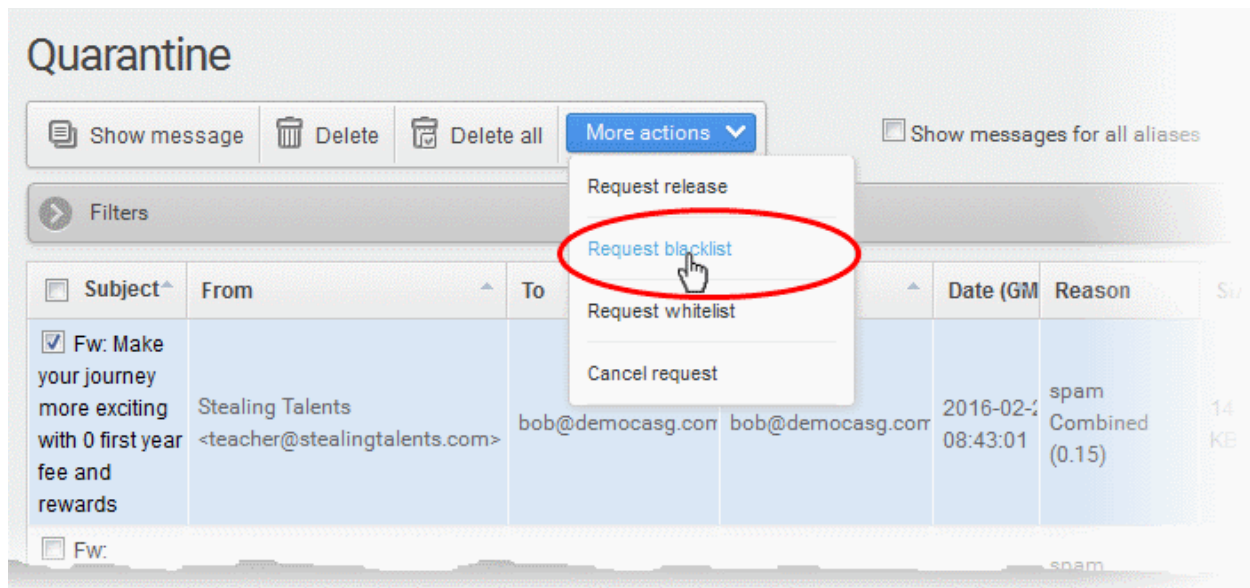 Quarantine
Show message Delete Delete all More actions Show messages for all aliases
Request release
Filters
Request blacklist
Subject From To Date (GM Reason
Request whitelist
Fw: Make
your journey
more exciting
with 0 first year
fee and
rewards
Cancel request
Stealing Talents
<teacher@stealingtalents.com>
bob@democasg.com bob@democasg.com
2016-02-2
08:43:01
spam
Combined
(0.15)
14
KB
Fw:
spam